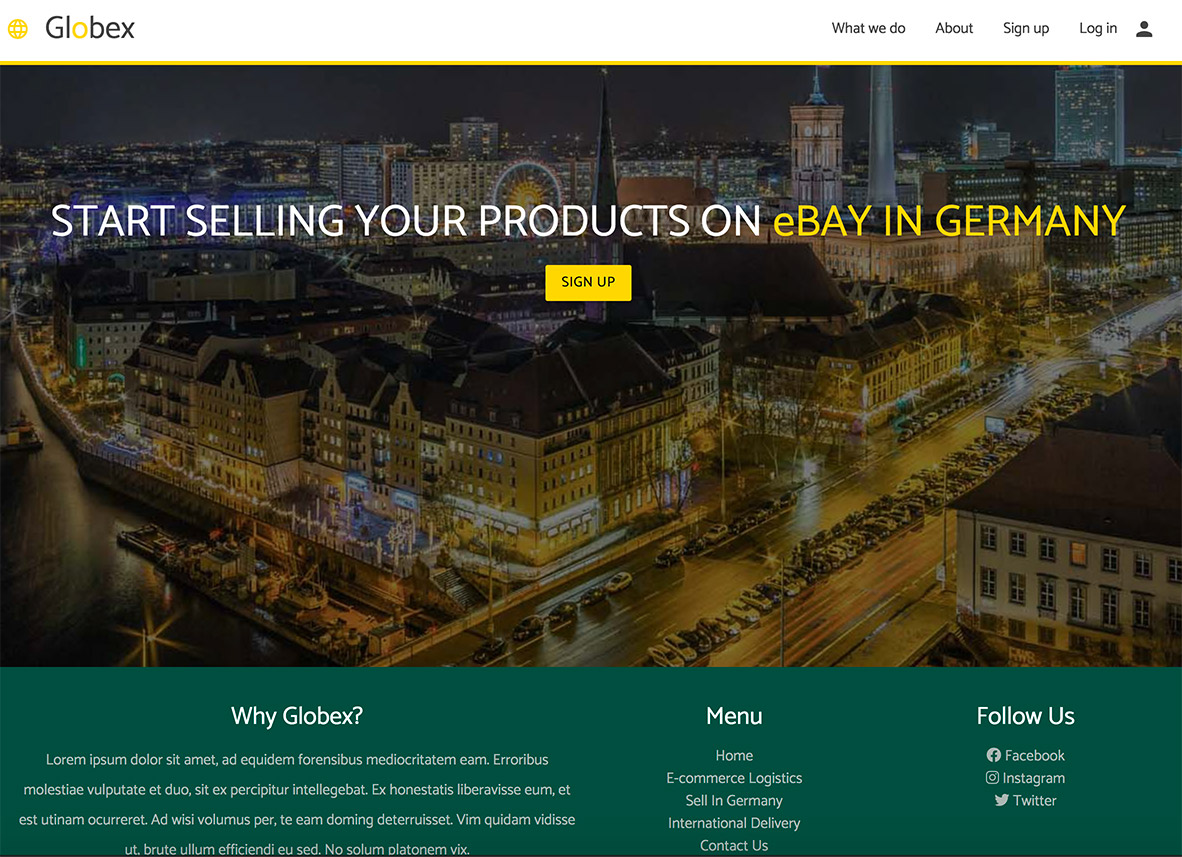 Globex
What we do About Sign up Log in
START SELLING YOUR PRODUCTS ON eBAY IN GERMANY
SIGN UP
Why Globex?
Lorem ipsum dolor sit amet, ad equidem forensibus mediocritatem eam. Erroribus
molestiae vulputate et duo, sit ex percipitur intellegebat. Ex honestatis liberavisse eum, et
est utinam ocurreret. Ad wisi volumus per, te eam doming deterruisset. Vim quidam vidisse
ut, brute ullum efficiendi eu sed. No solum platonem vix.
Menu
Home
E-commerce Logistics
Sell In Germany
International Delivery
Contact Us
Follow Us
Facebook
Instagram
Twitter